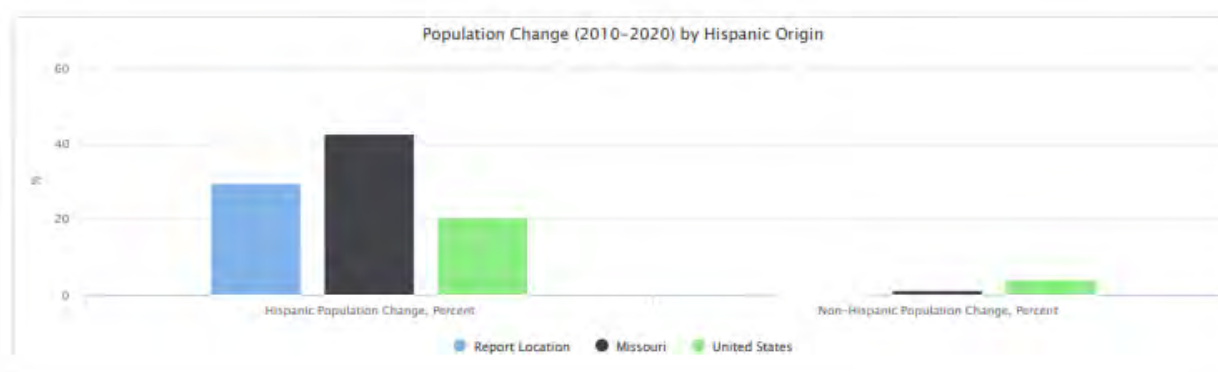 Population Change (2010-2020) by Hispanic Origin
60
40
%
20
0
Hispanic Population Change, Percent
Non-Hispanic Population Change, Percent
Report Location
Missouri
United States